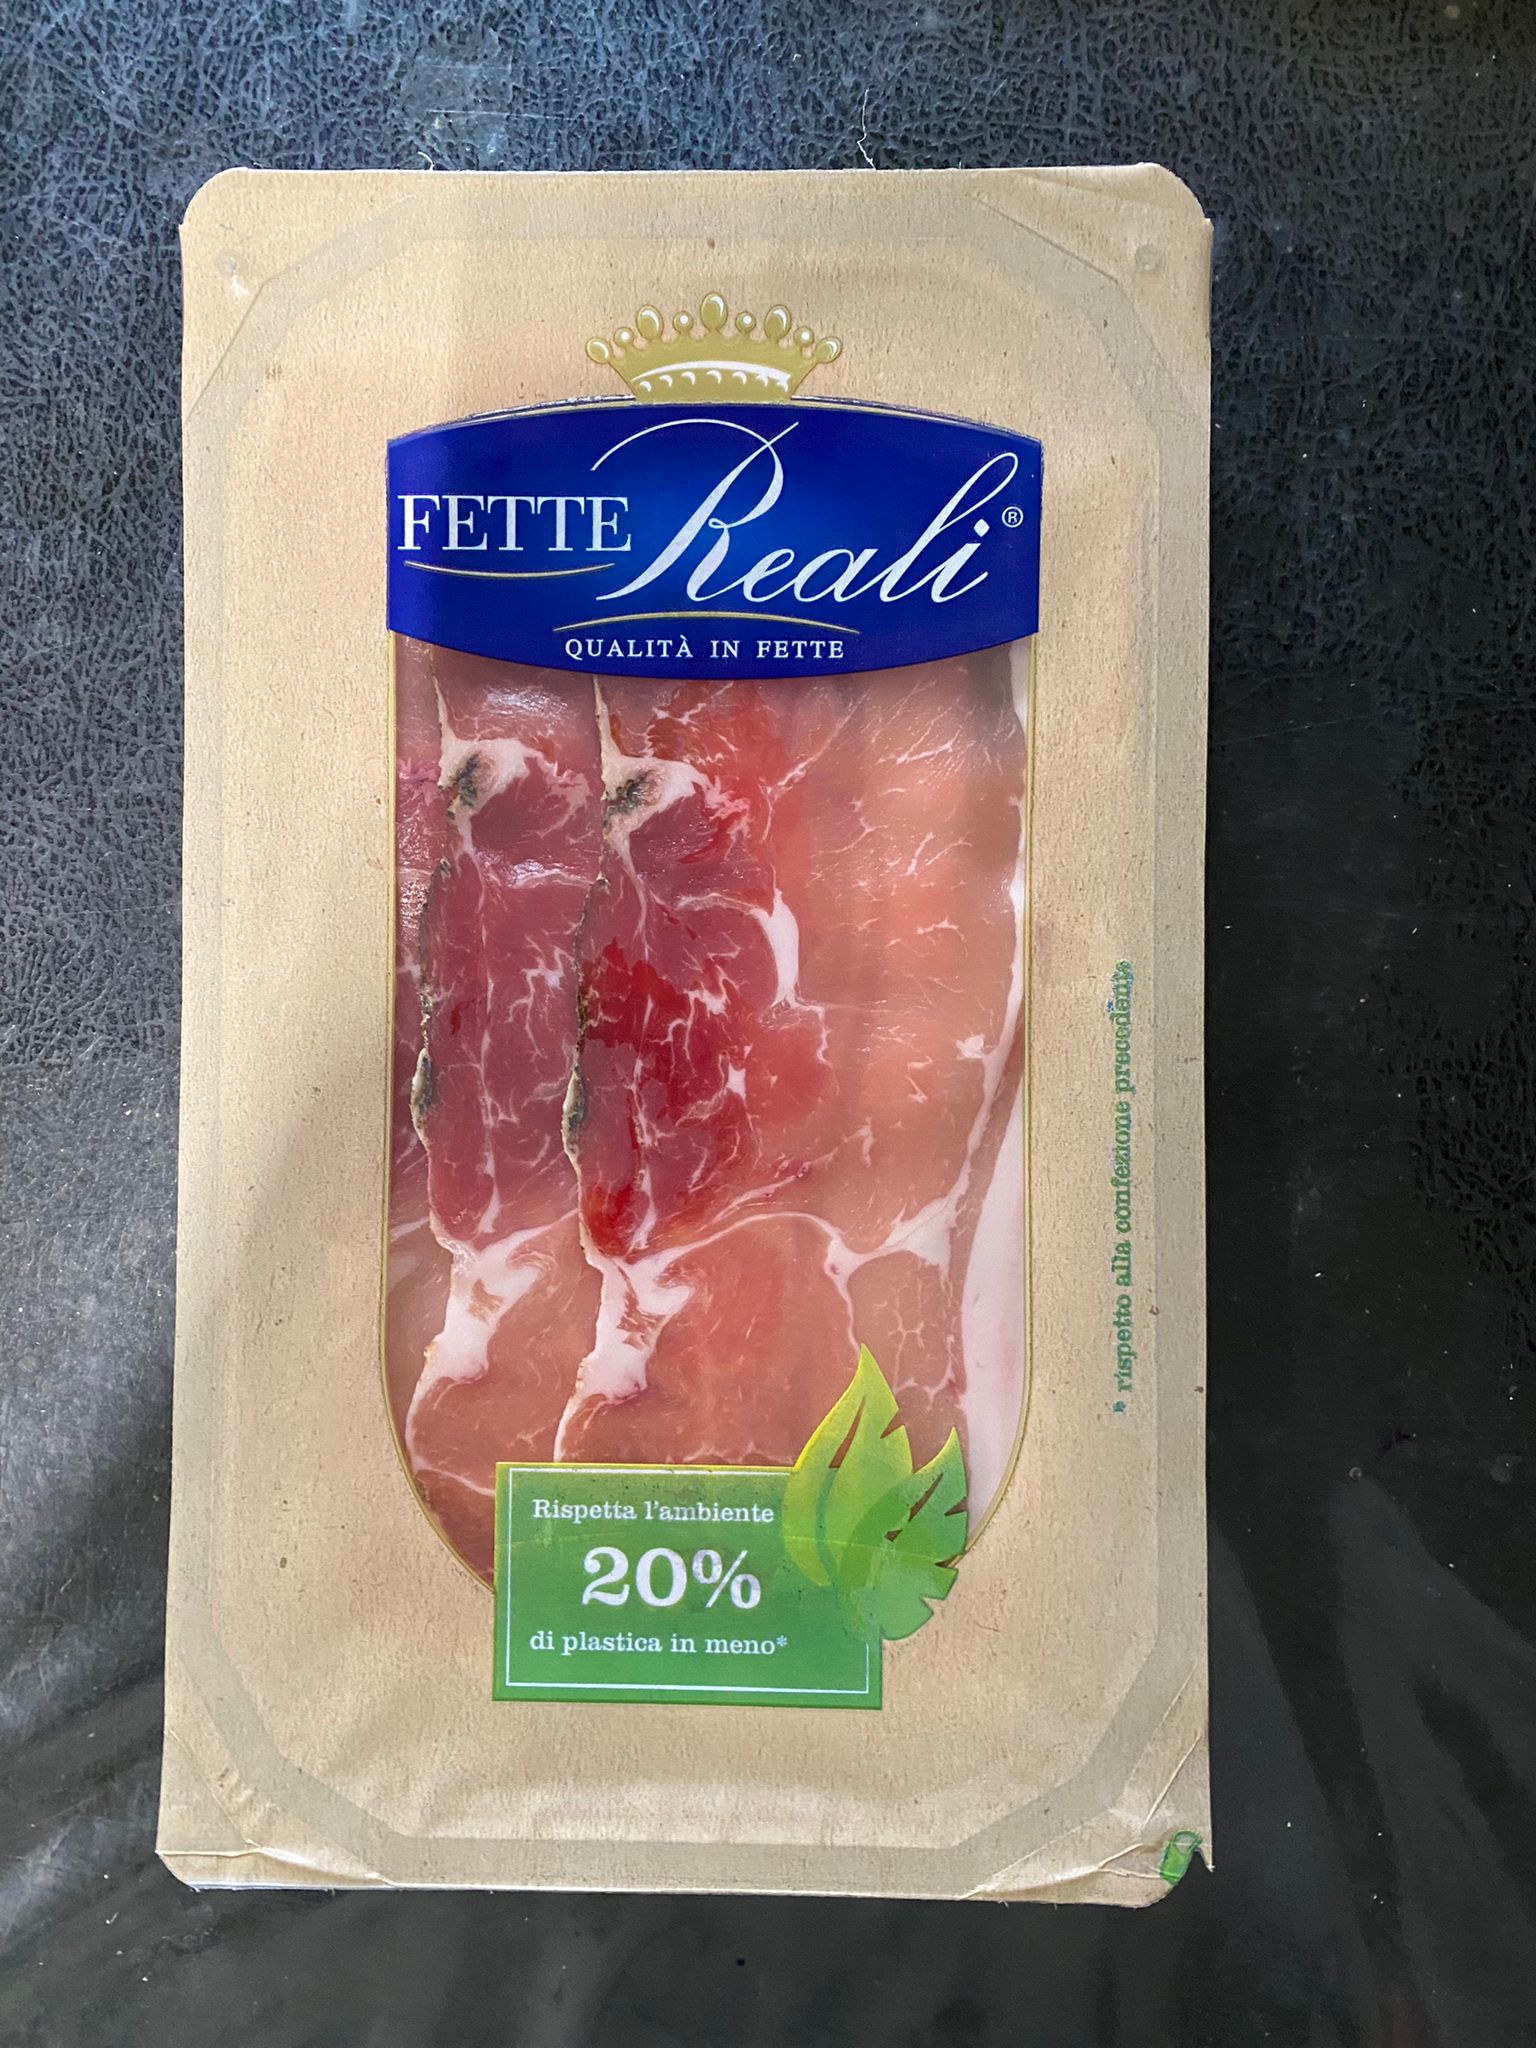 FETTE Reali®
QUALITÀ IN FETTE
Rispetta l'ambiente
20%
di plastica in meno*
* rispetto alla confezione precedente